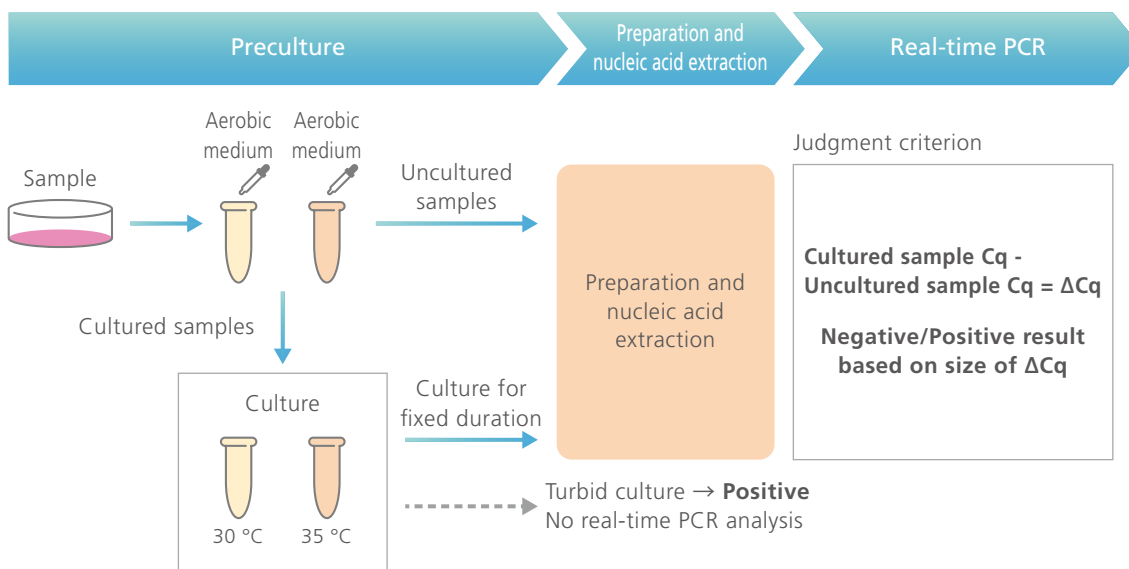 Preculture
Preparation and
nucleic acid extraction
Real-time PCR
Sample
Aerobic
medium
Aerobic
medium
Uncultured
samples
Cultured samples
Culture
30 °C
35 °C
Culture for
fixed duration
Turbid culture → Positive
No real-time PCR analysis
Preparation and
nucleic acid
extraction
Judgment criterion
Cultured sample Cq -
Uncultured sample Cq = ΔCq
Negative/Positive result
based on size of ΔCq